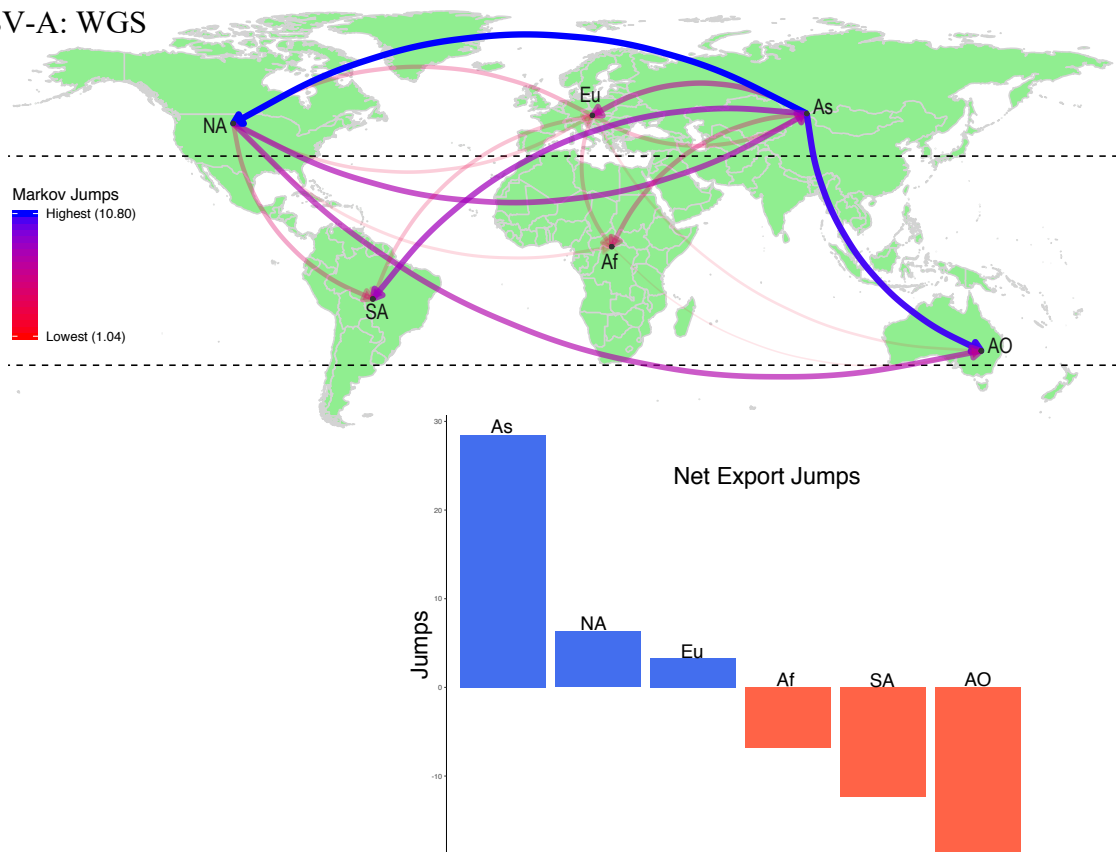 V-A: WGS
Eu
As
NA
Markov Jumps
Highest (10.80)
Lowest (1.04)
Af
SA
AO
30
As
Net Export Jumps
20
10
NA
Jumps
Eu
0
Af
SA
AO
-10